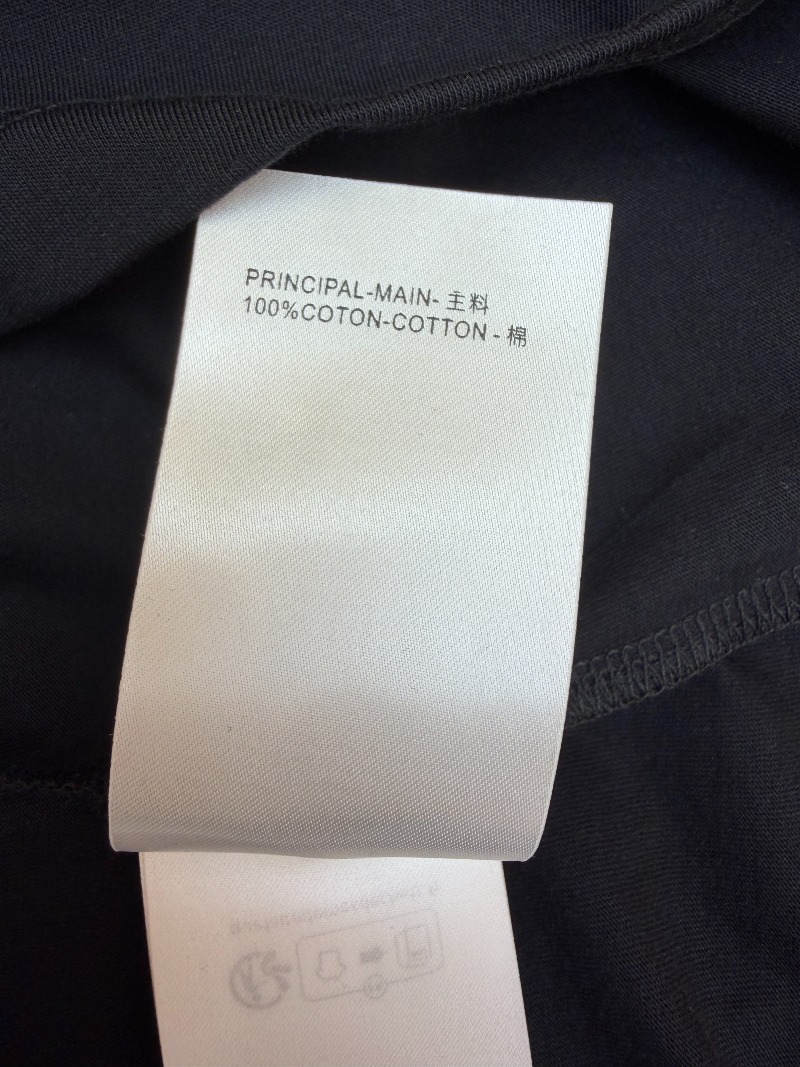 PRINCIPAL-MAIN- 主料
100%COTON-COTTON - 棉